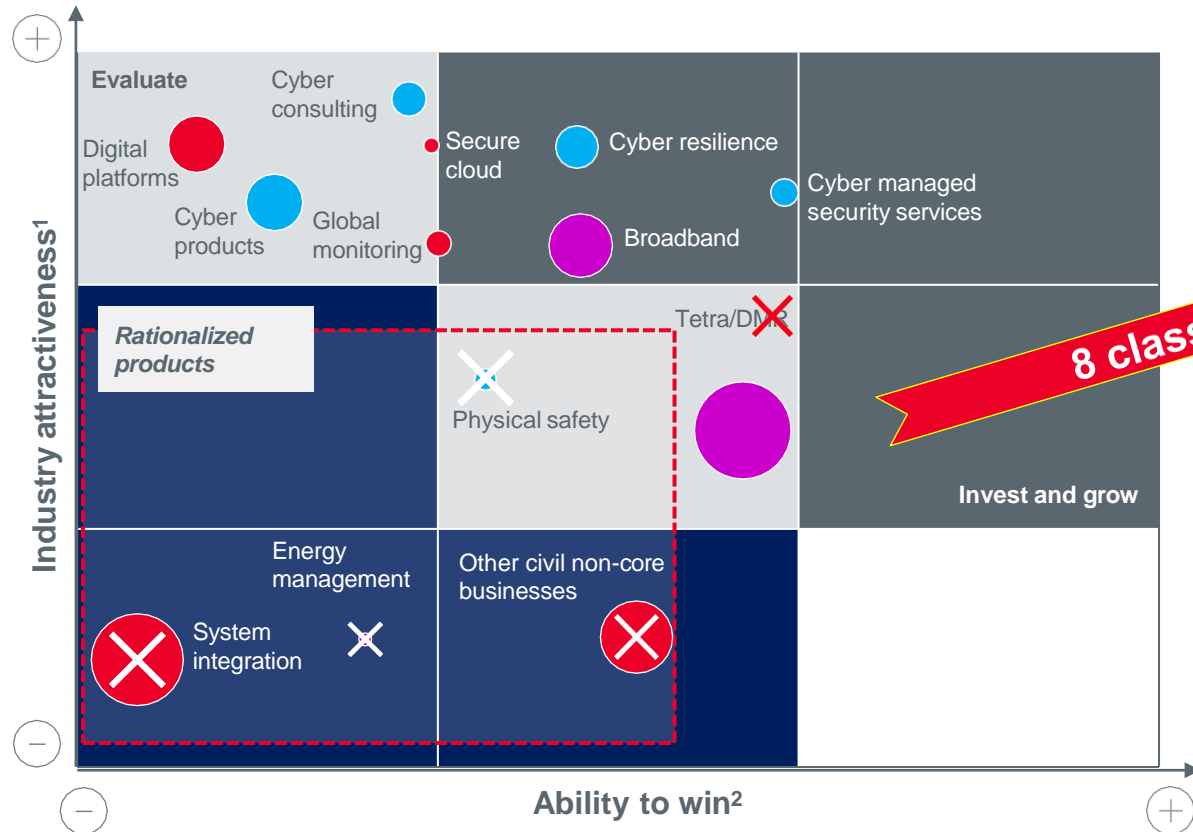 Evaluate
Cyber
consulting
Digital
platforms
Cyber
products
Global
monitoring
Secure
cloud
Cyber resilience
Cyber managed
security services
Broadband
Rationalized
products
Tetra/DMR
Physical safety
8 class
Invest and grow
Energy
management
Other civil non-core
businesses
System
integration
Industry attractiveness¹
Ability to win²